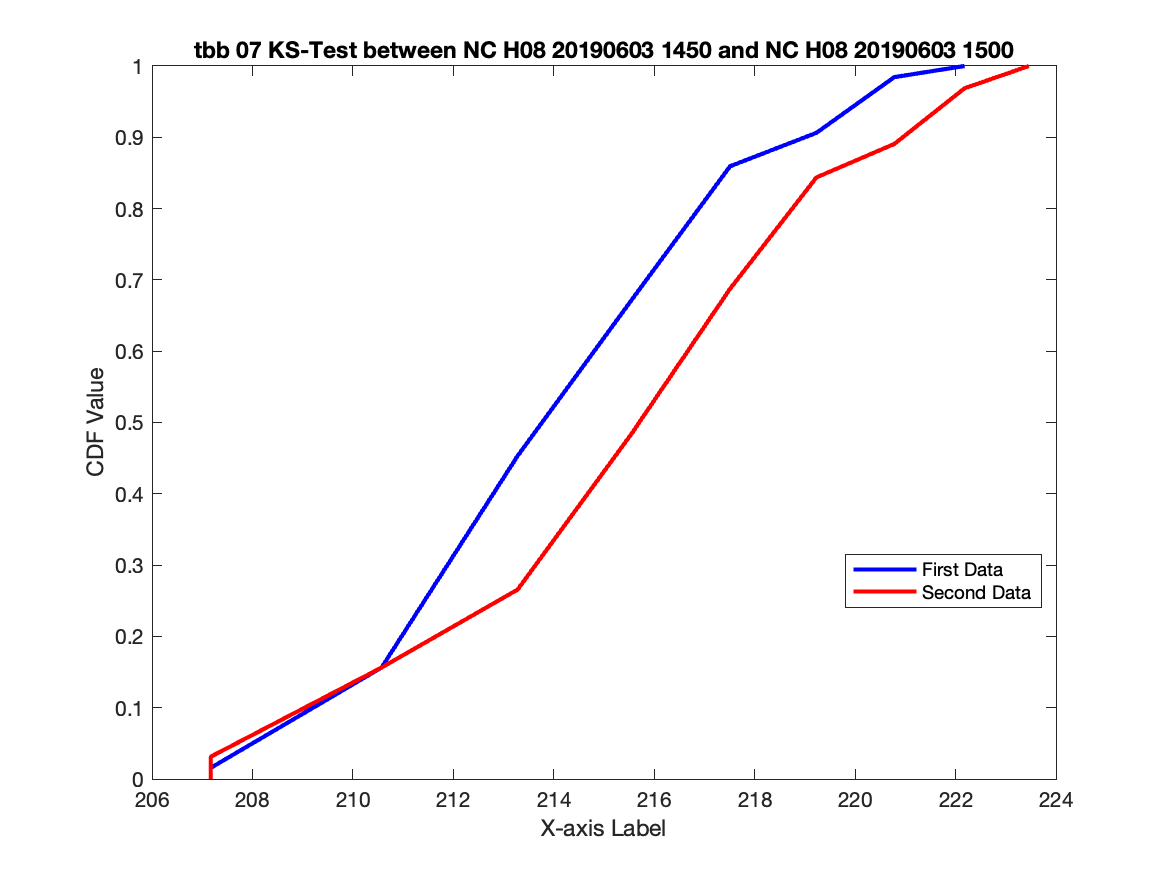 tbb 07 KS-Test between NC H08 20190603 1450 and NC H08 20190603 1500
1
0.9
0.8
0.7
0.6
0.5
0.4
0.3
0.2
0.1
0
CDF Value
First Data
Second Data
206 208 210 212 214 216 218 220 222 224
X-axis Label